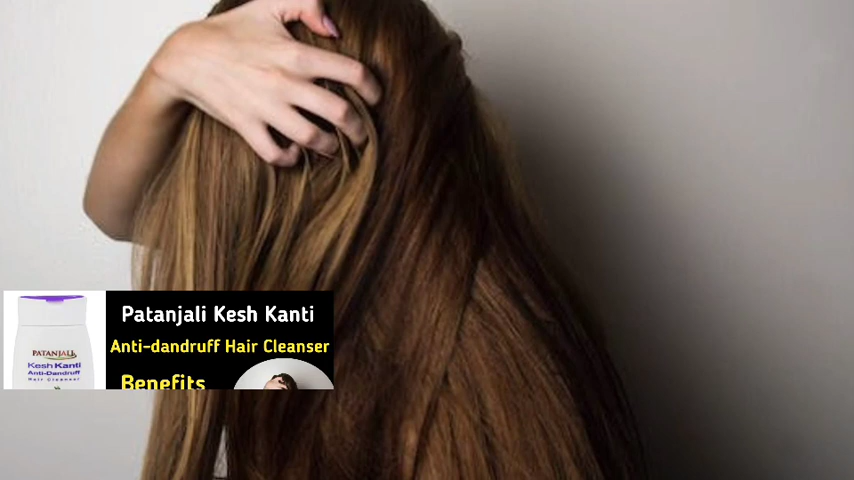 Patanjali Kesh Kanti
Anti-dandruff Hair Cleanser
Benefits
PATANJALI
Kesh Kanti
Anti-Dandruff
Hair Cleanser